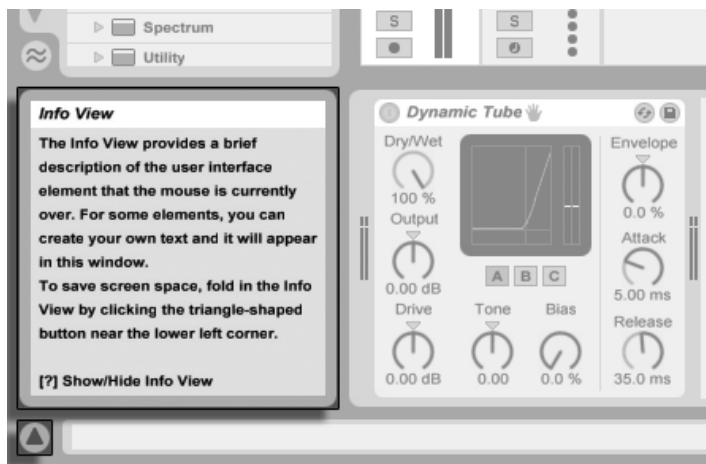 Spectrum
Utility
S
S
Info View
The Info View provides a brief
description of the user interface
element that the mouse is currently
over. For some elements, you can
create your own text and it will appear
in this window.
To save screen space, fold in the Info
View by clicking the triangle-shaped
button near the lower left corner.
[?] Show/Hide Info View
Dynamic Tube
Dry/Wet
100 %
Output
0.00 dB
Drive
0.00 dB
A B C
Tone
0.00
Bias
0.0 %
Envelope
0.0 %
Attack
5.00 ms
Release
35.0 ms